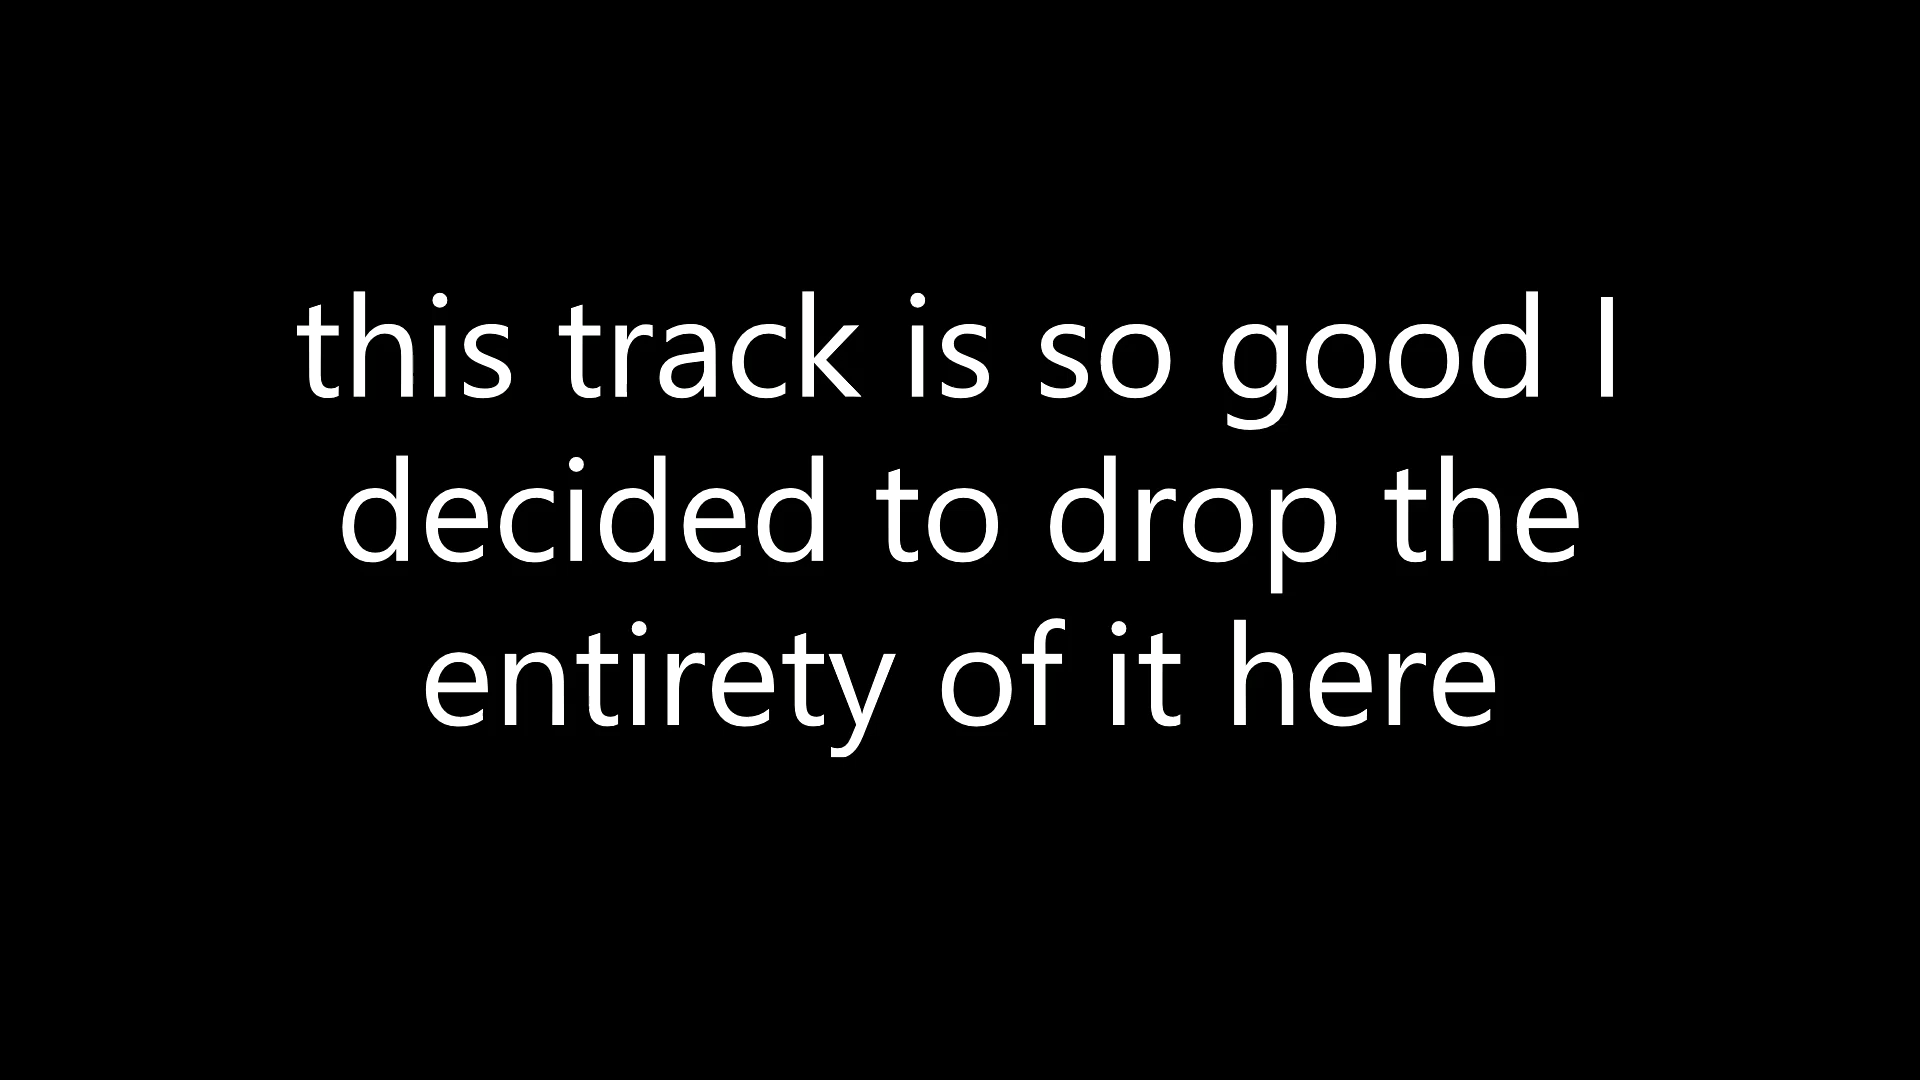 this track is so good I
decided to drop the
entirety of it here